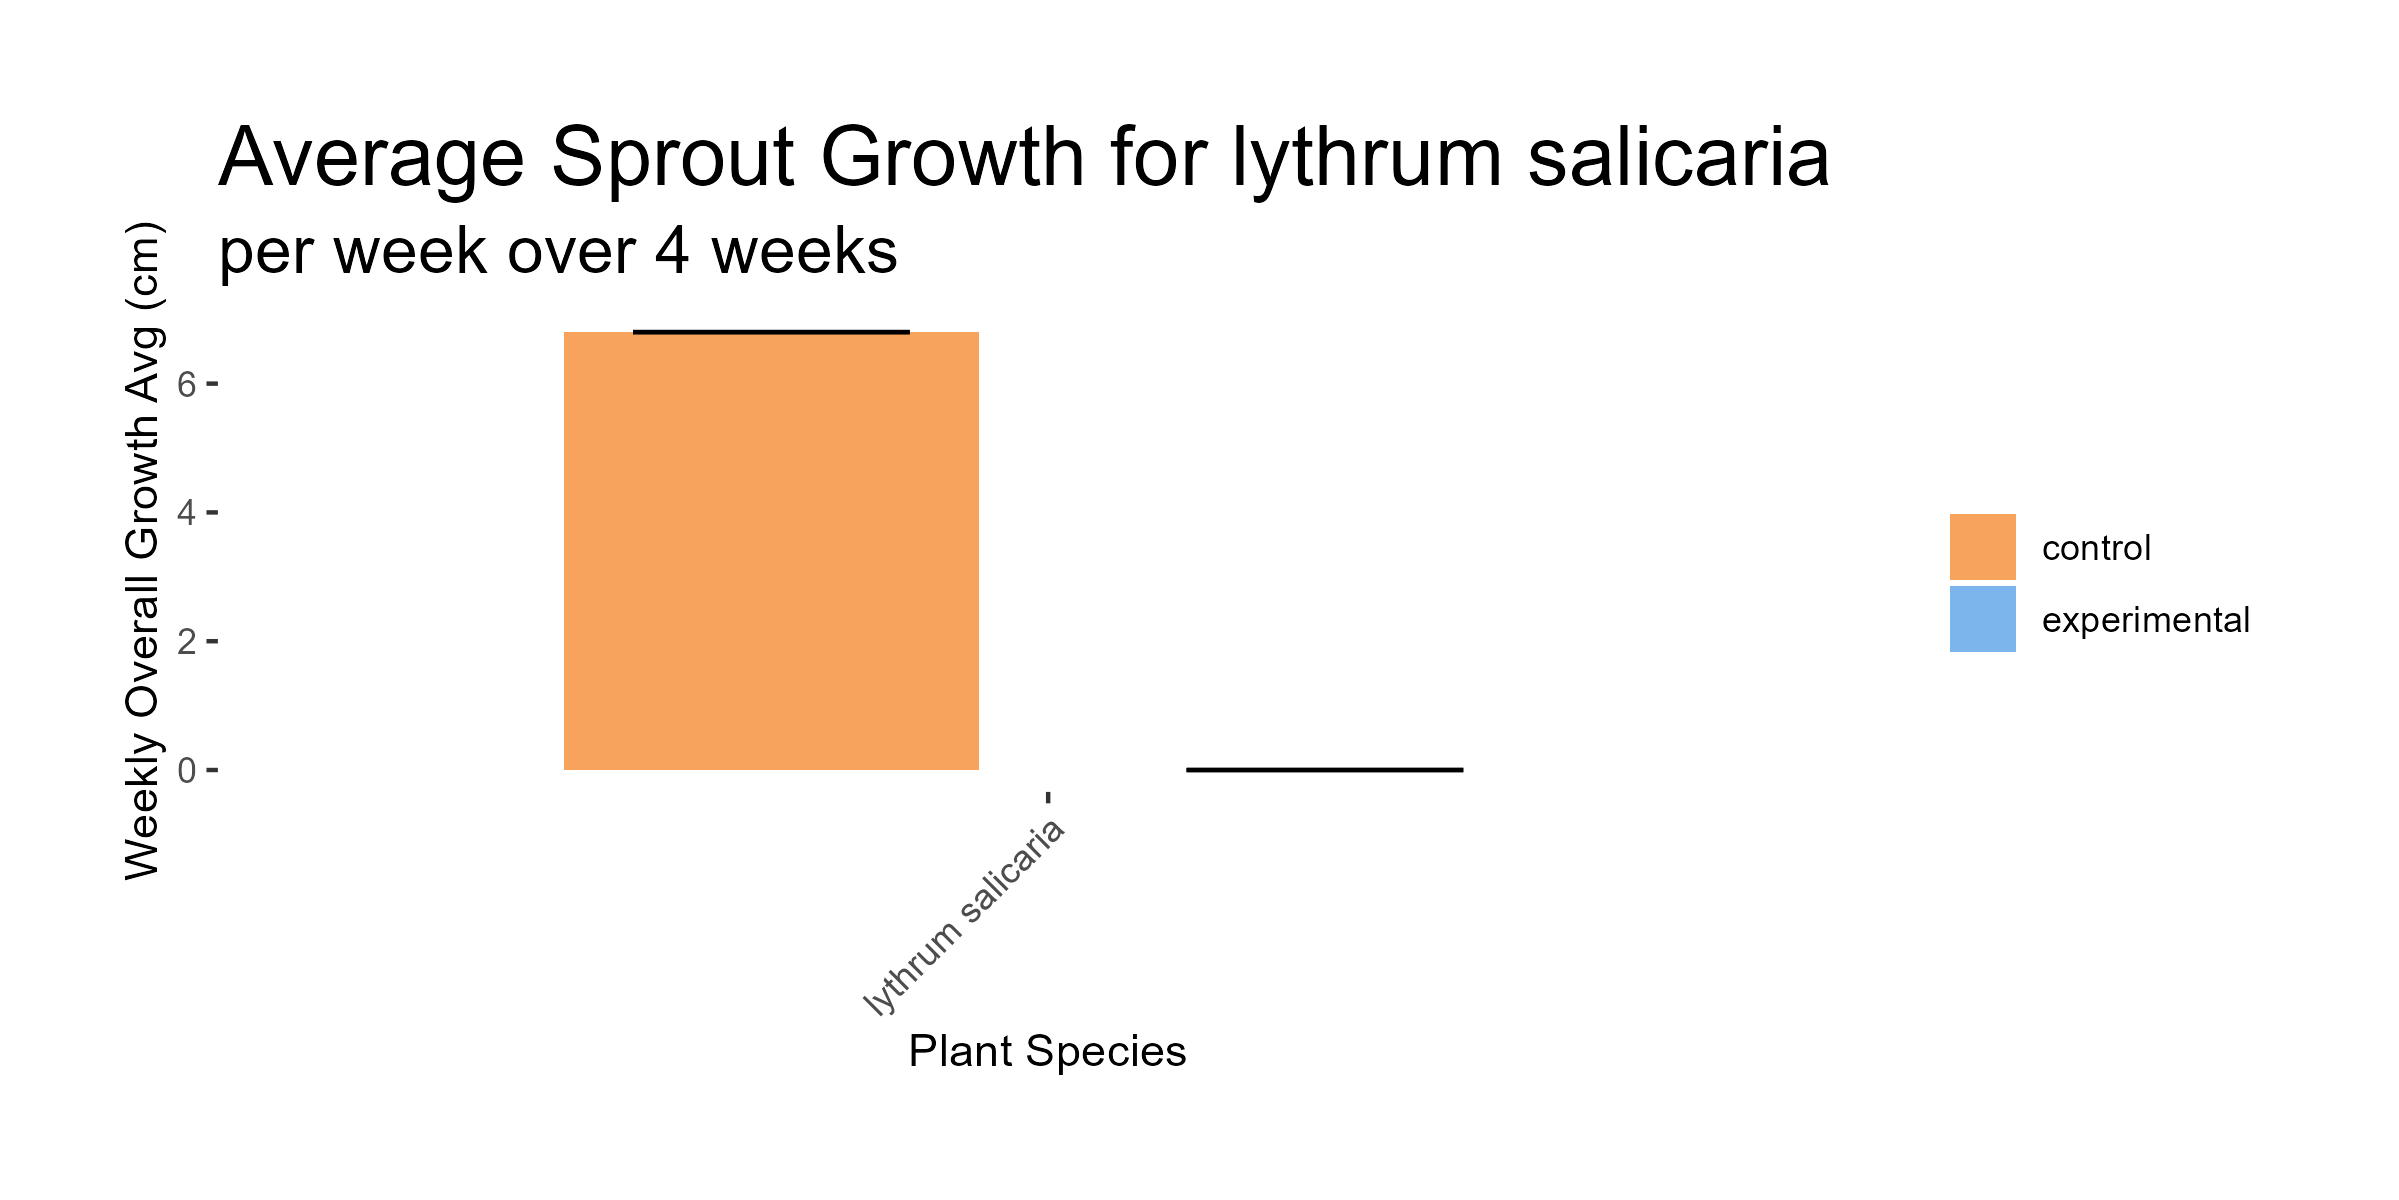 Average Sprout Growth for lythrum salicaria
per week over 4 weeks
Weekly Overall Growth Avg (cm)
6
4
2
0
lythrum salicaria
Plant Species
control
experimental